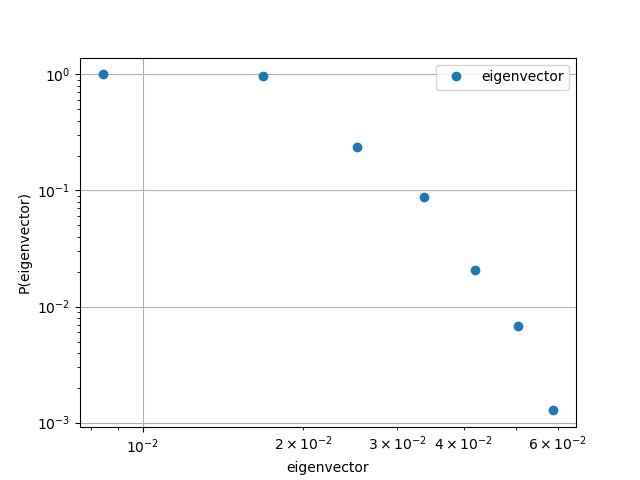 eigenvector
10⁰
10⁻¹
10⁻²
10⁻³
P(eigenvector)
10⁻² 2 × 10⁻² 3 × 10⁻² 4 × 10⁻² 6 × 10⁻²
eigenvector